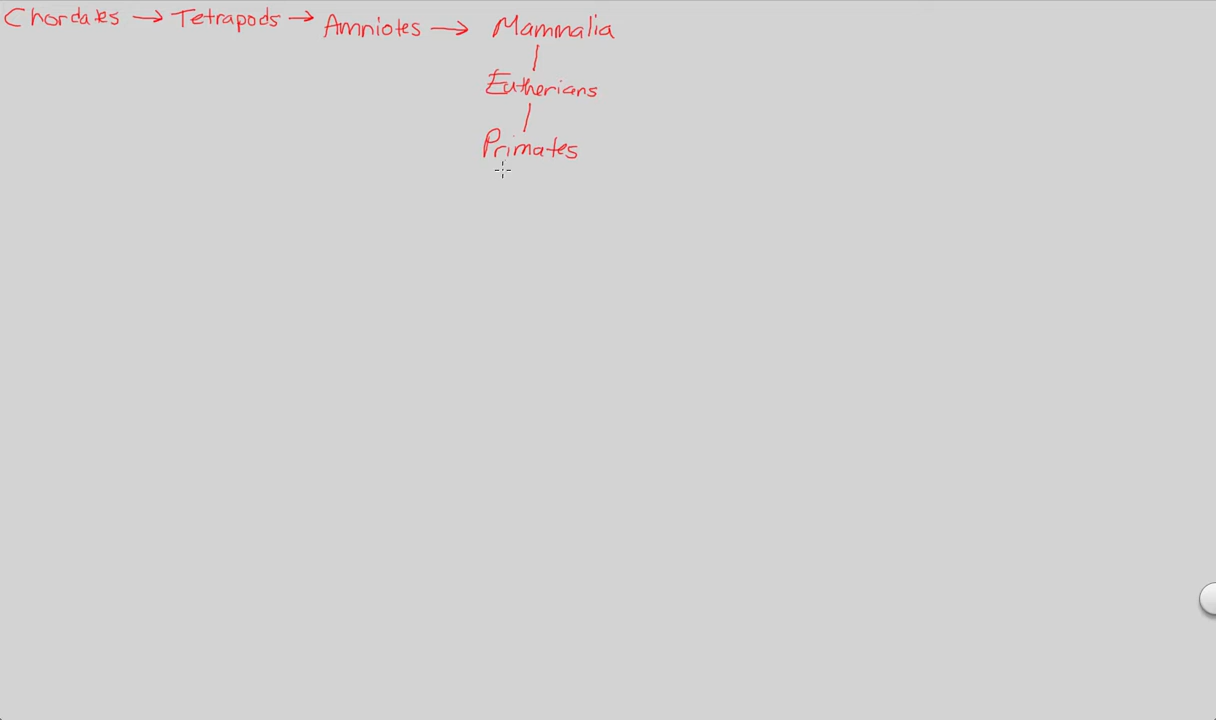 Chordates → Tetrapods → Amniotes → Mammalia
Eutherians
Primates